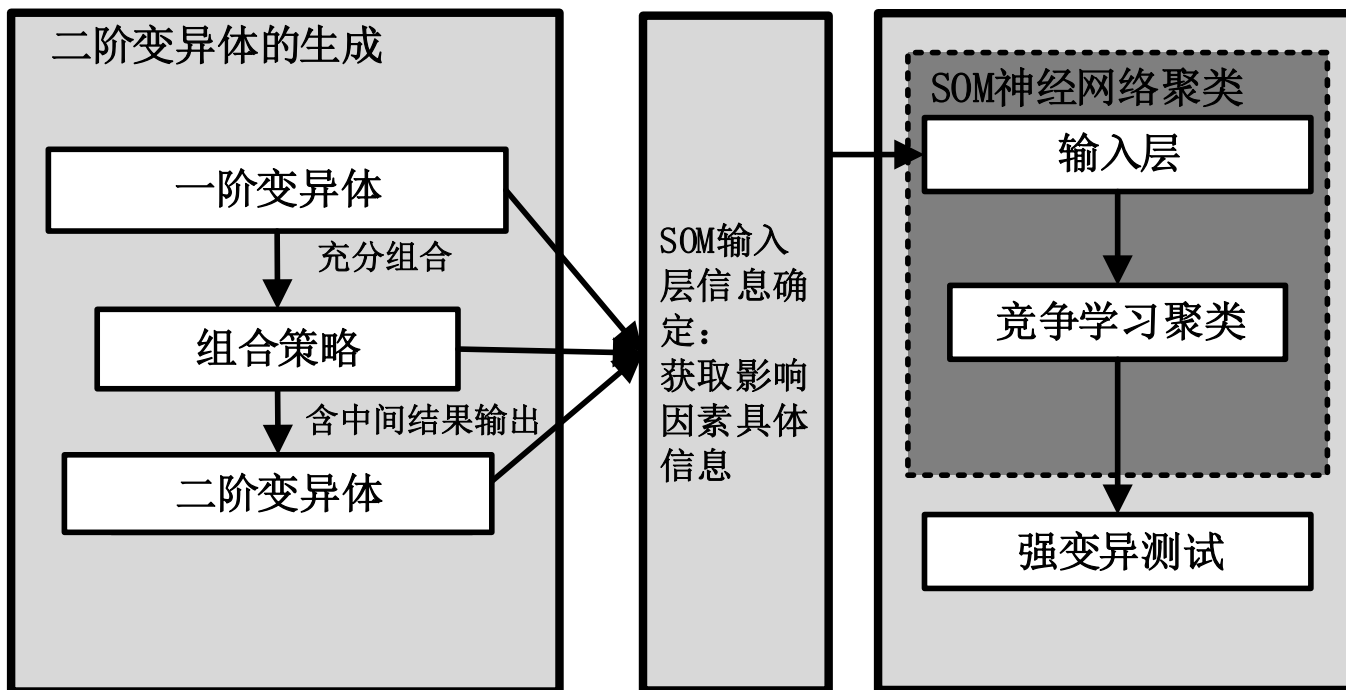 二阶变异体的生成
一阶变异体
充分组合
组合策略
含中间结果输出
二阶变异体
SOM输入
层信息确
定：
获取影响
因素具体
信息
SOM神经网络聚类
输入层
竞争学习聚类
强变异测试